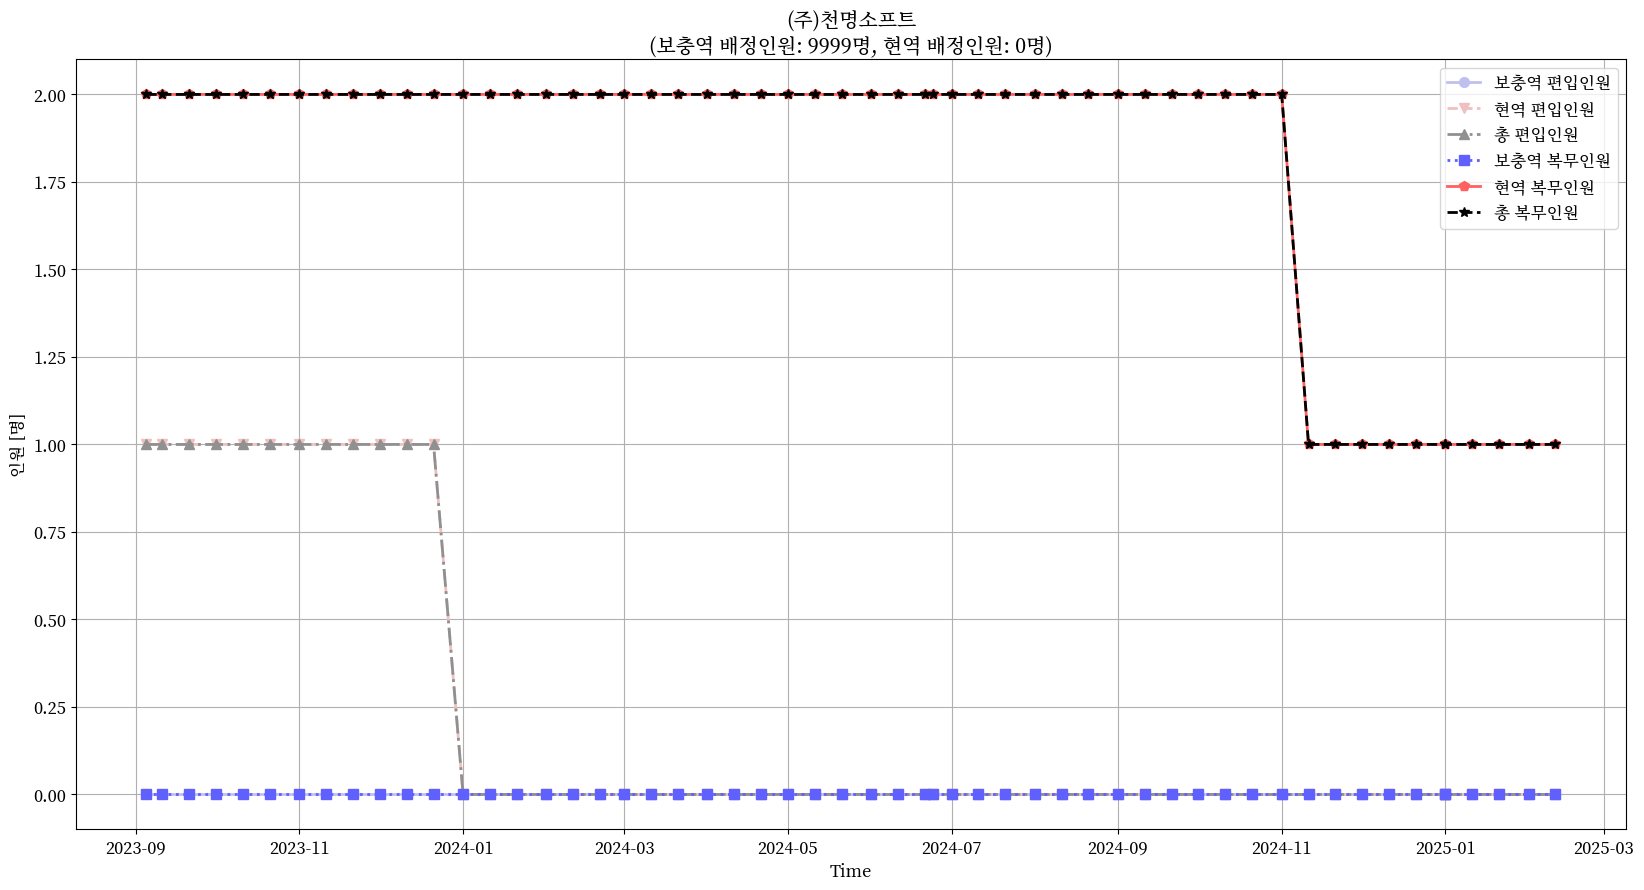 (주)천명소프트
(보충역 배정인원: 9999명, 현역 배정인원: 0명)
보충역 편입인원
현역 편입인원
총 편입인원
보충역 복무인원
현역 복무인원
총 복무인원
인원 [명]
2.00
1.75
1.50
1.25
1.00
0.75
0.50
0.25
0.00
2023-09 2023-11 2024-01 2024-03 2024-05 2024-07 2024-09 2024-11 2025-01 2025-03
Time